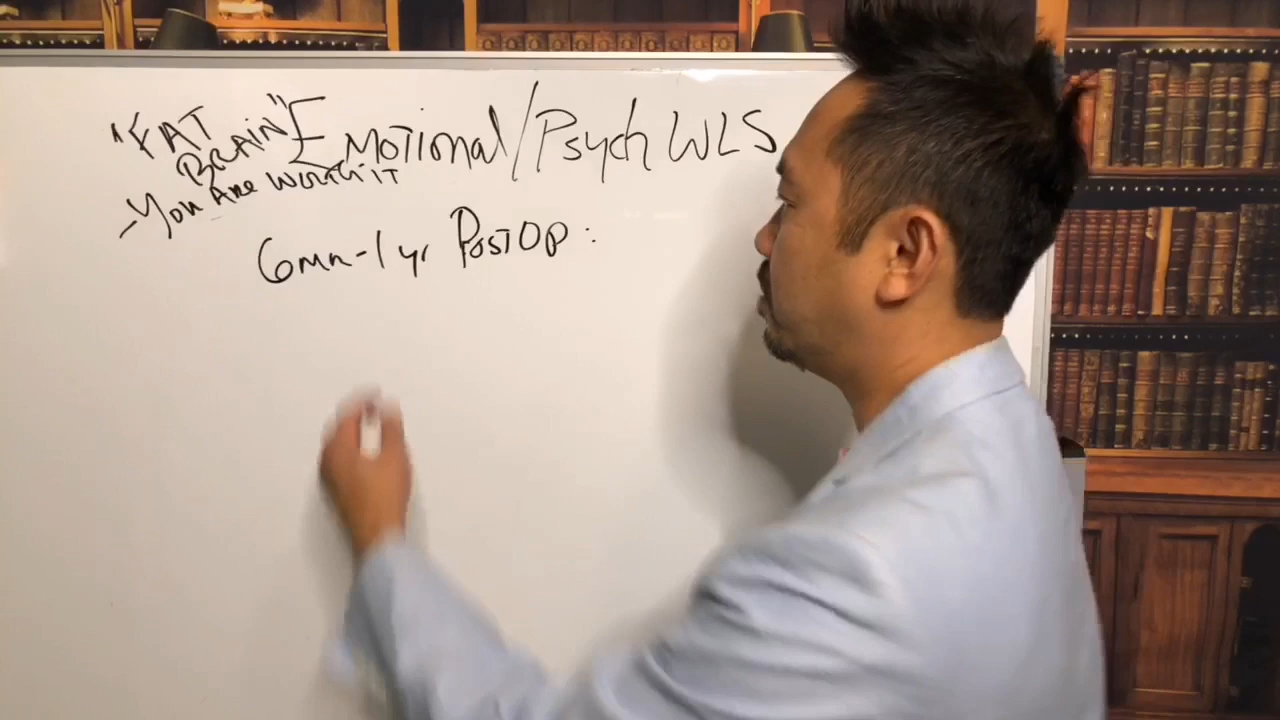 "FAT
BRAIN"
EMOTIONAL/Psych WLS
-You ARE WORTH IT
6mn-1yr POSTOP: